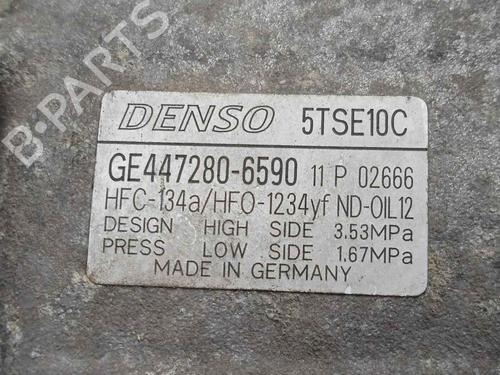 B-PARTS
DENSO 5TSE10C
GE447280-6590 11 P 02666
HFC-134a/HFO-1234yf ND-OIL12
DESIGN HIGH SIDE 3.53MPa
PRESS LOW SIDE 1.67MPa
MADE IN GERMANY